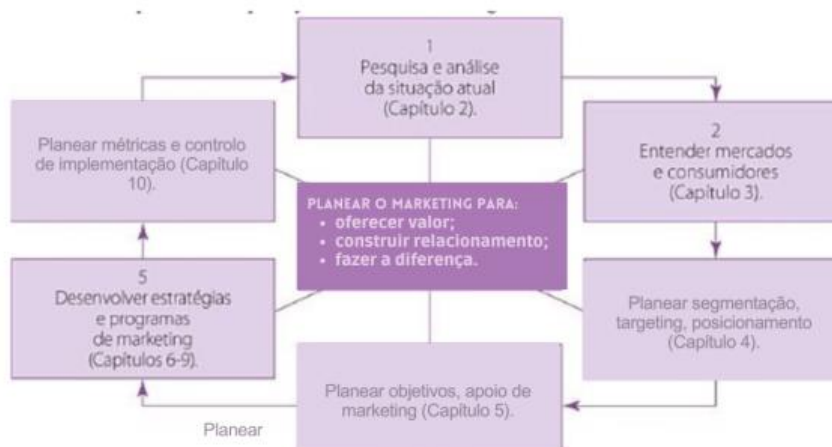 1
Pesquisa e análise
da situação atual
(Capítulo 2).
2
Entender mercados
e consumidores
(Capítulo 3).
Planear segmentação,
targeting, posicionamento
(Capítulo 4).
Planear objetivos, apoio de
marketing (Capítulo 5).
Planear
5
Desenvolver estratégias
e programas
de marketing
(Capítulos 6-9).
Planear métricas e controlo
de implementação (Capítulo
10).
PLANEAR O MARKETING PARA:
• oferecer valor;
• construir relacionamento;
• fazer a diferença.